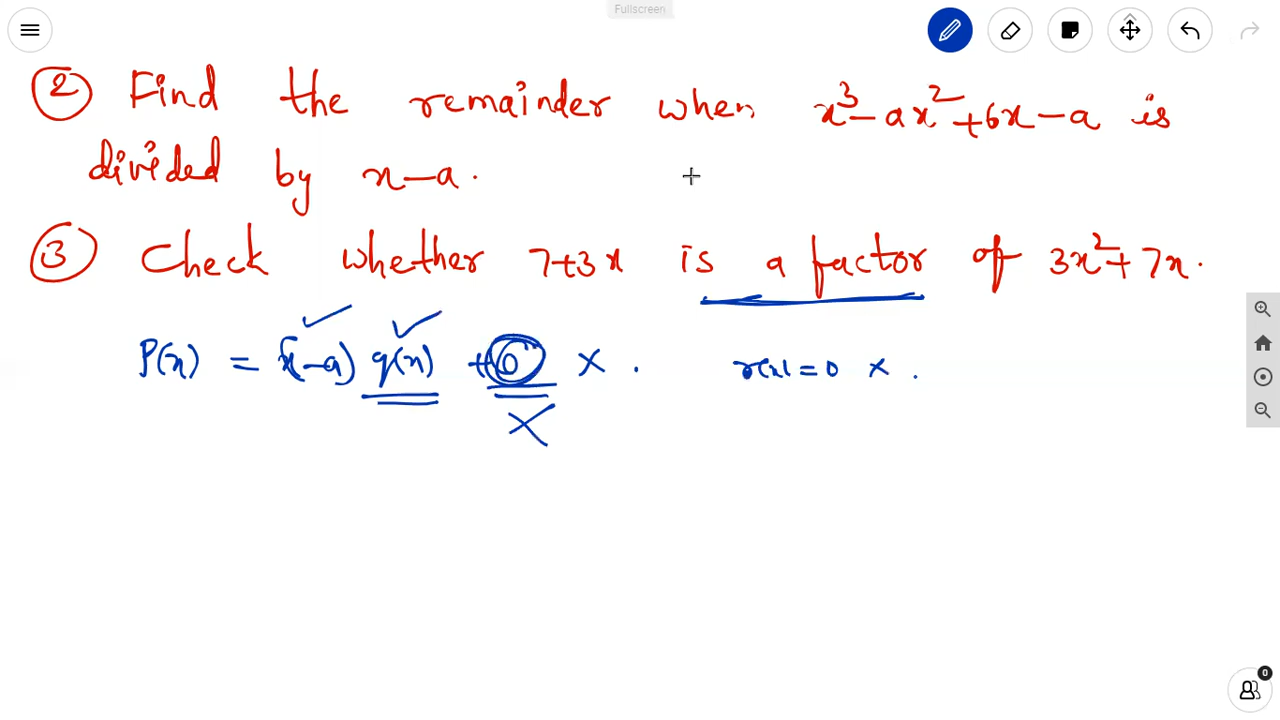 Fullscreen
② Find the remainder when x³ - ax² + 6x - a is
divided by x - a.
③ Check whether 7+3x is a factor of 3x² + 7x.
P(x) = (x-a) q(x) + 0 × . r(x) = 0 × .
×
0